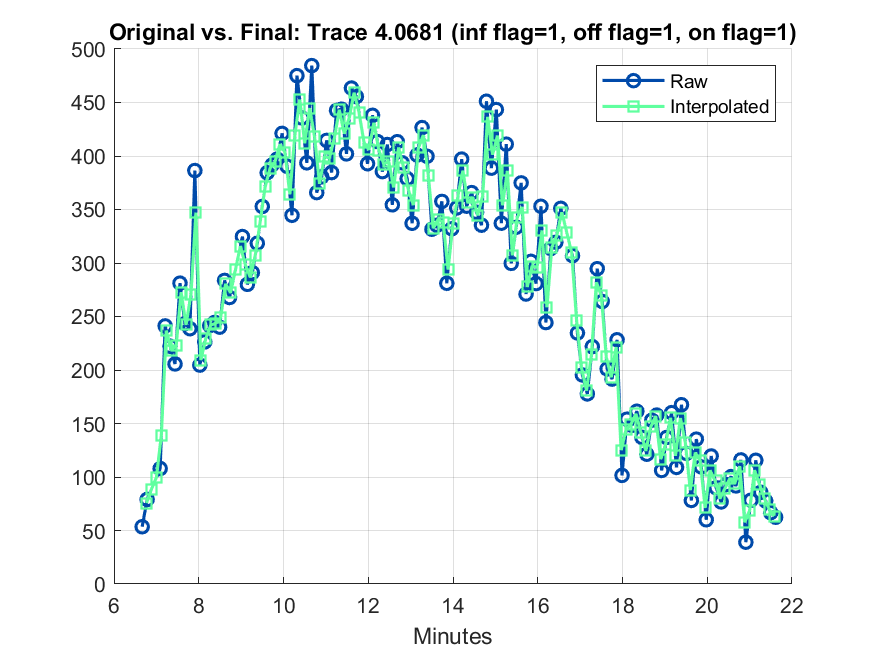 Original vs. Final: Trace 4.0681 (inf flag=1, off flag=1, on flag=1)
500
450
400
350
300
250
200
150
100
50
0
Raw
Interpolated
6 8 10 12 14 16 18 20 22
Minutes